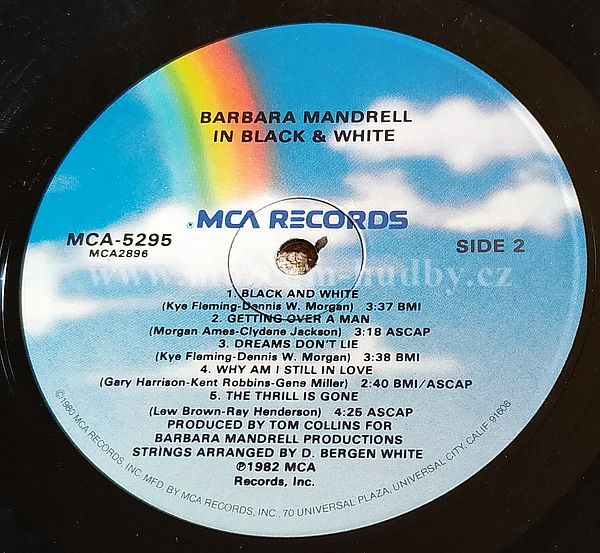 BARBARA MANDRELL
IN BLACK & WHITE
MCA RECORDS
MCA-5295
MCA2896
SIDE 2
1. BLACK AND WHITE
(Kye Fleming-Dennis W. Morgan) 3:37 BMI
2. GETTING OVER A MAN
(Morgan Ames-Clydene Jackson) 3:18 ASCAP
3. DREAMS DON'T LIE
(Kye Fleming-Dennis W. Morgan) 3:38 BMI
4. WHY AM I STILL IN LOVE
(Gary Harrison-Kent Robbins-Gene Miller) 2:40 BMI/ASCAP
5. THE THRILL IS GONE
(Lew Brown-Ray Henderson) 4:25 ASCAP
PRODUCED BY TOM COLLINS FOR
BARBARA MANDRELL PRODUCTIONS
STRINGS ARRANGED BY D. BERGEN WHITE
℗1982 MCA
Records, Inc.
©1980 MCA RECORDS, INC. MFD. BY MCA RECORDS, INC., 70 UNIVERSAL PLAZA, UNIVERSAL CITY, CALIF. 91608